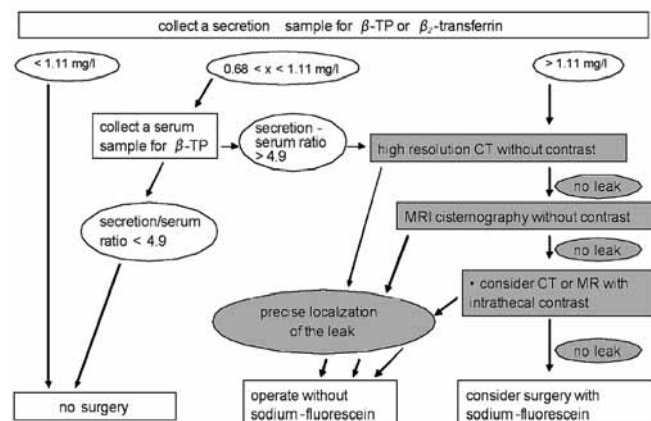 collect a secretion sample for β-TP or β₂-transferrin
< 1.11 mg/l
0.68 < x < 1.11 mg/l
> 1.11 mg/l
collect a serum
sample for β-TP
secretion -
serum ratio
> 4.9
high resolution CT without contrast
no leak
secretion/serum
ratio < 4.9
MRI cisternography without contrast
no leak
precise localization
of the leak
• consider CT or MR with
intrathecal contrast
no leak
no surgery
operate without
sodium-fluorescein
consider surgery with
sodium-fluorescein